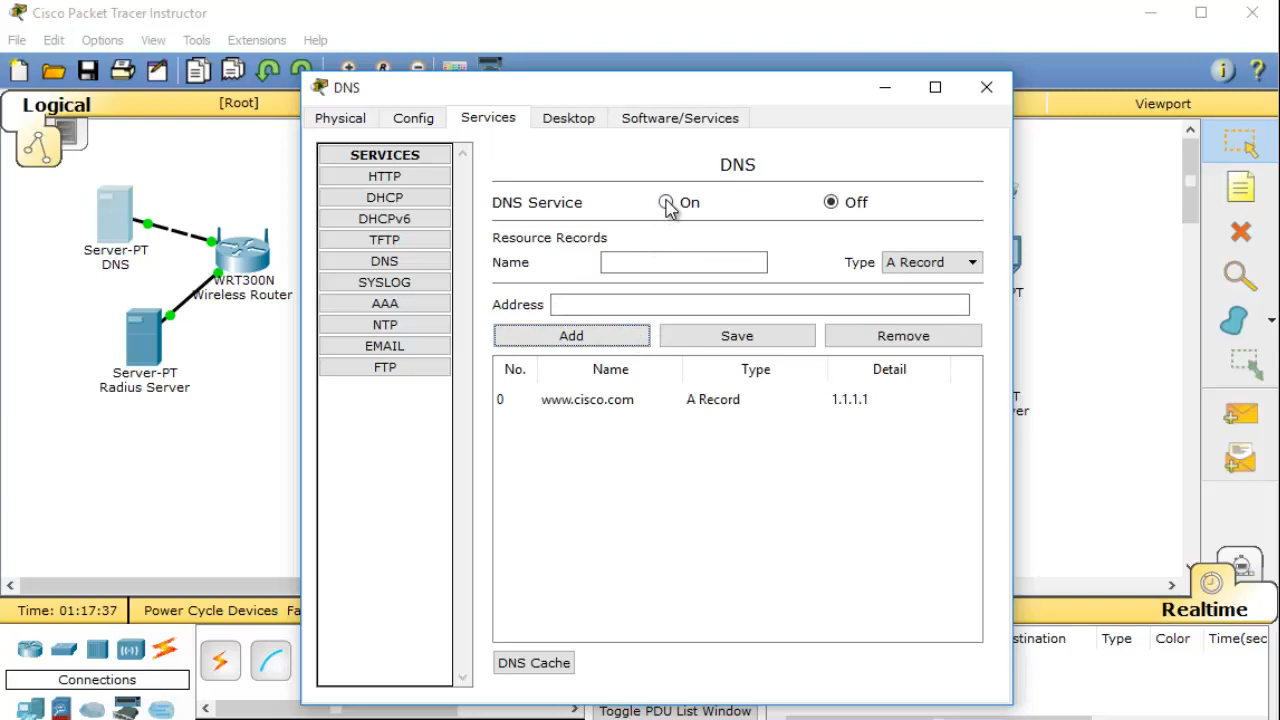 Cisco Packet Tracer Instructor
File Edit Options View Tools Extensions Help
Logical
[Root]
Viewport
Server-PT
DNS
WRT300N
Wireless Router
Server-PT
Radius Server
DNS
Physical Config Services Desktop Software/Services
SERVICES
HTTP
DHCP
DHCPv6
TFTP
DNS
SYSLOG
AAA
NTP
EMAIL
FTP
DNS
DNS Service On Off
Resource Records
Name Type A Record
Address
Add Save Remove
No. Name Type Detail
0 www.cisco.com A Record 1.1.1.1
DNS Cache
Time: 01:17:37 Power Cycle Devices Fa
Realtime
Connections
stination Type Color Time(sec
Toggle PDU List Window